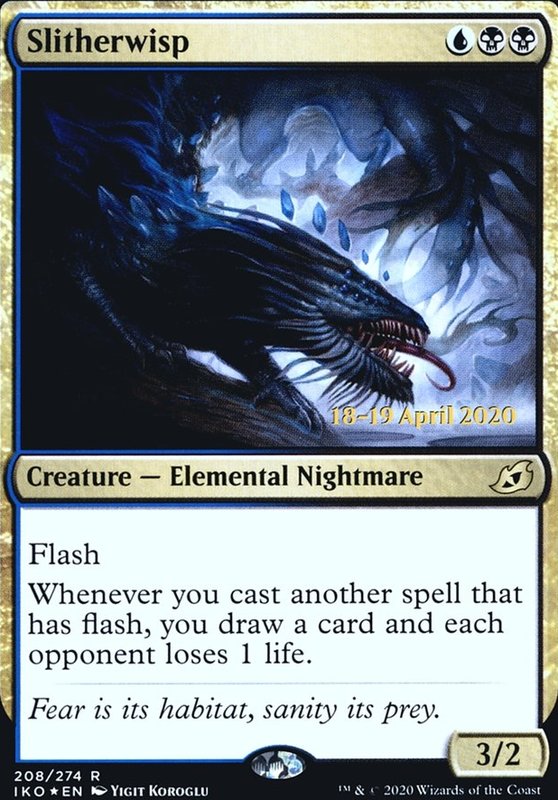 Slitherwisp
18-19 April 2020
Creature — Elemental Nightmare
Flash
Whenever you cast another spell that
has flash, you draw a card and each
opponent loses 1 life.
Fear is its habitat, sanity its prey.
3/2
208/274 R
IKO ★ EN Yigit Koroglu
™ & © 2020 Wizards of the Coast